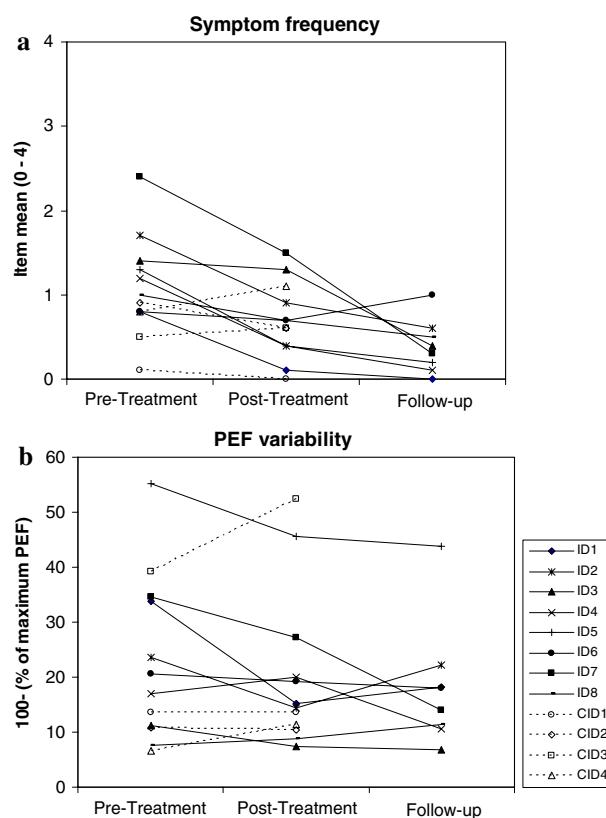 a
Symptom frequency
4
3
2
1
0
Item mean (0 - 4)
Pre-Treatment Post-Treatment Follow-up
b
PEF variability
60
50
40
30
20
10
0
100- (% of maximum PEF)
Pre-Treatment Post-Treatment Follow-up
ID1
ID2
ID3
ID4
ID5
ID6
ID7
ID8
CID1
CID2
CID3
CID4